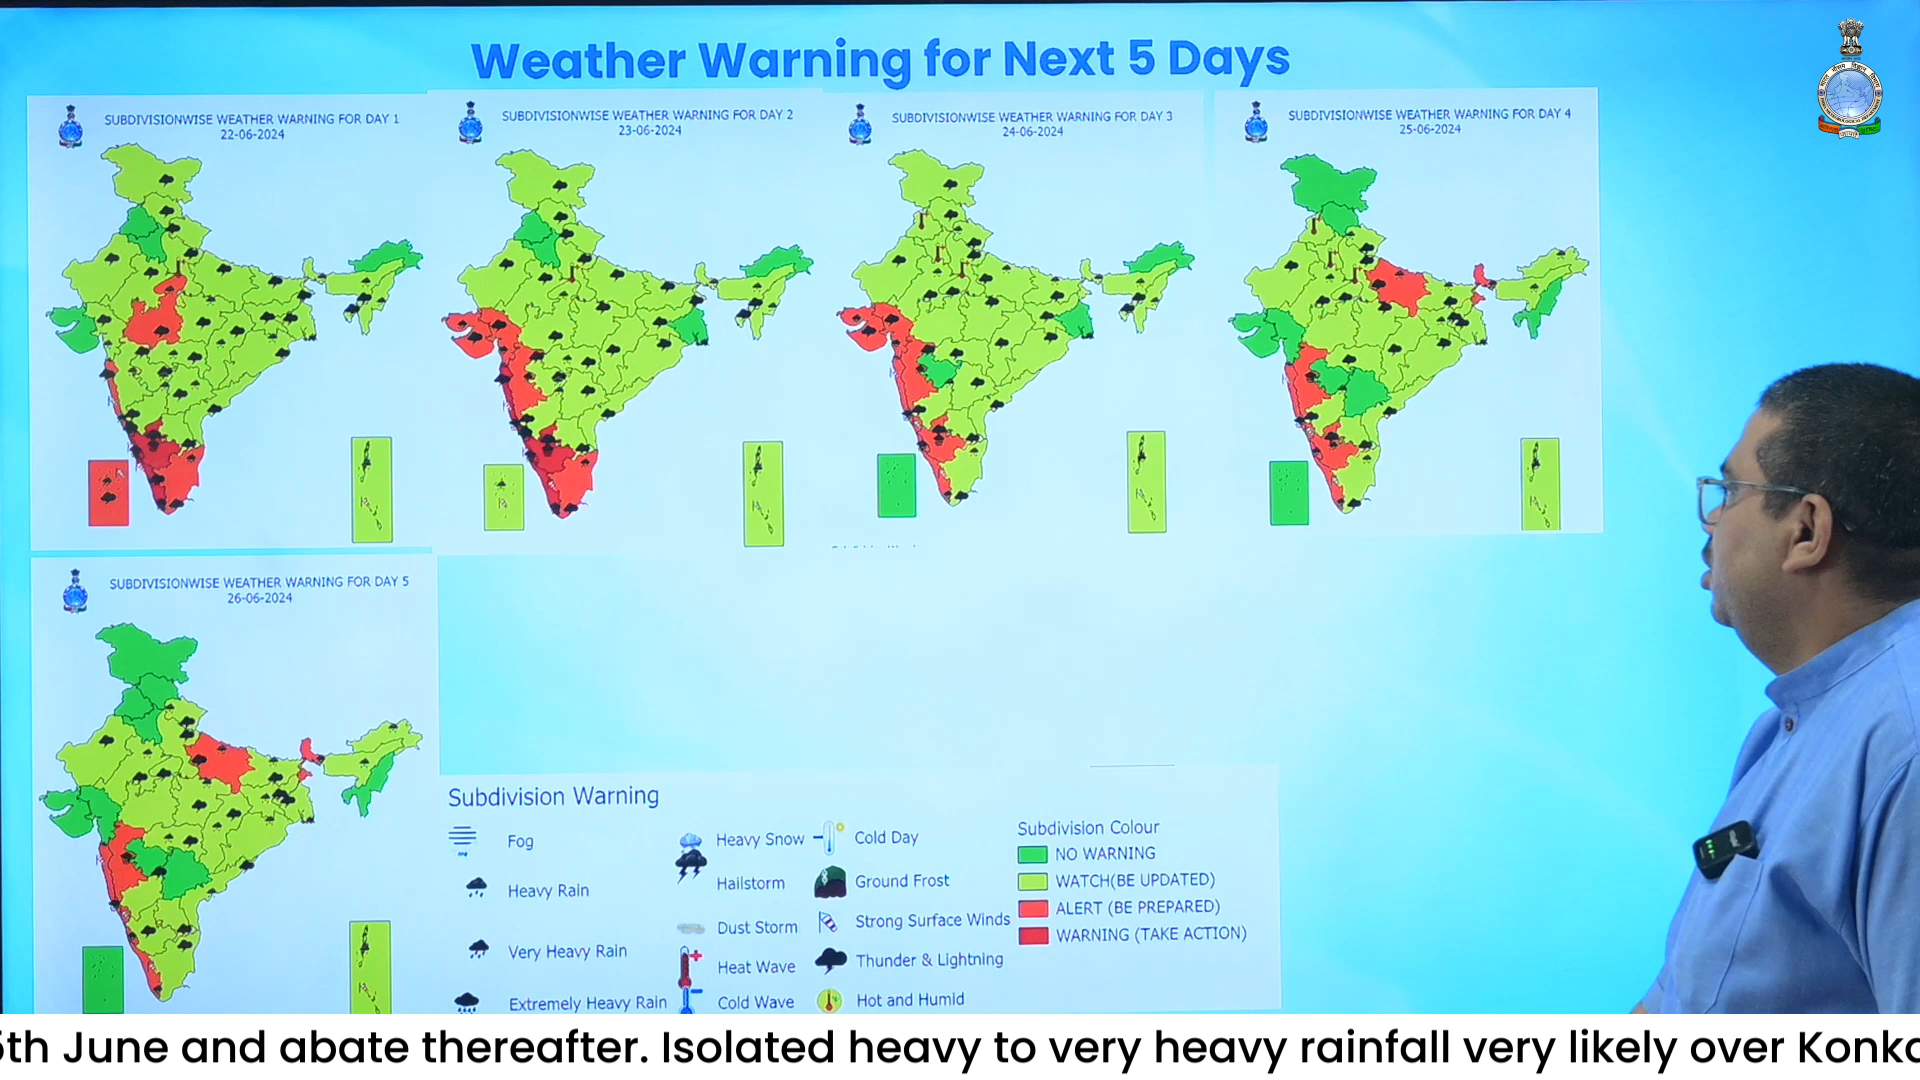 Weather Warning for Next 5 Days
SUBDIVISIONWISE WEATHER WARNING FOR DAY 1
22-06-2024
SUBDIVISIONWISE WEATHER WARNING FOR DAY 2
23-06-2024
SUBDIVISIONWISE WEATHER WARNING FOR DAY 3
24-06-2024
SUBDIVISIONWISE WEATHER WARNING FOR DAY 4
25-06-2024
SUBDIVISIONWISE WEATHER WARNING FOR DAY 5
26-06-2024
Subdivision Warning
Fog
Heavy Rain
Very Heavy Rain
Extremely Heavy Rain
Heavy Snow
Hailstorm
Dust Storm
Heat Wave
Cold Wave
Cold Day
Ground Frost
Strong Surface Winds
Thunder & Lightning
Hot and Humid
Subdivision Colour
NO WARNING
WATCH(BE UPDATED)
ALERT (BE PREPARED)
WARNING (TAKE ACTION)
5th June and abate thereafter. Isolated heavy to very heavy rainfall very likely over Konka